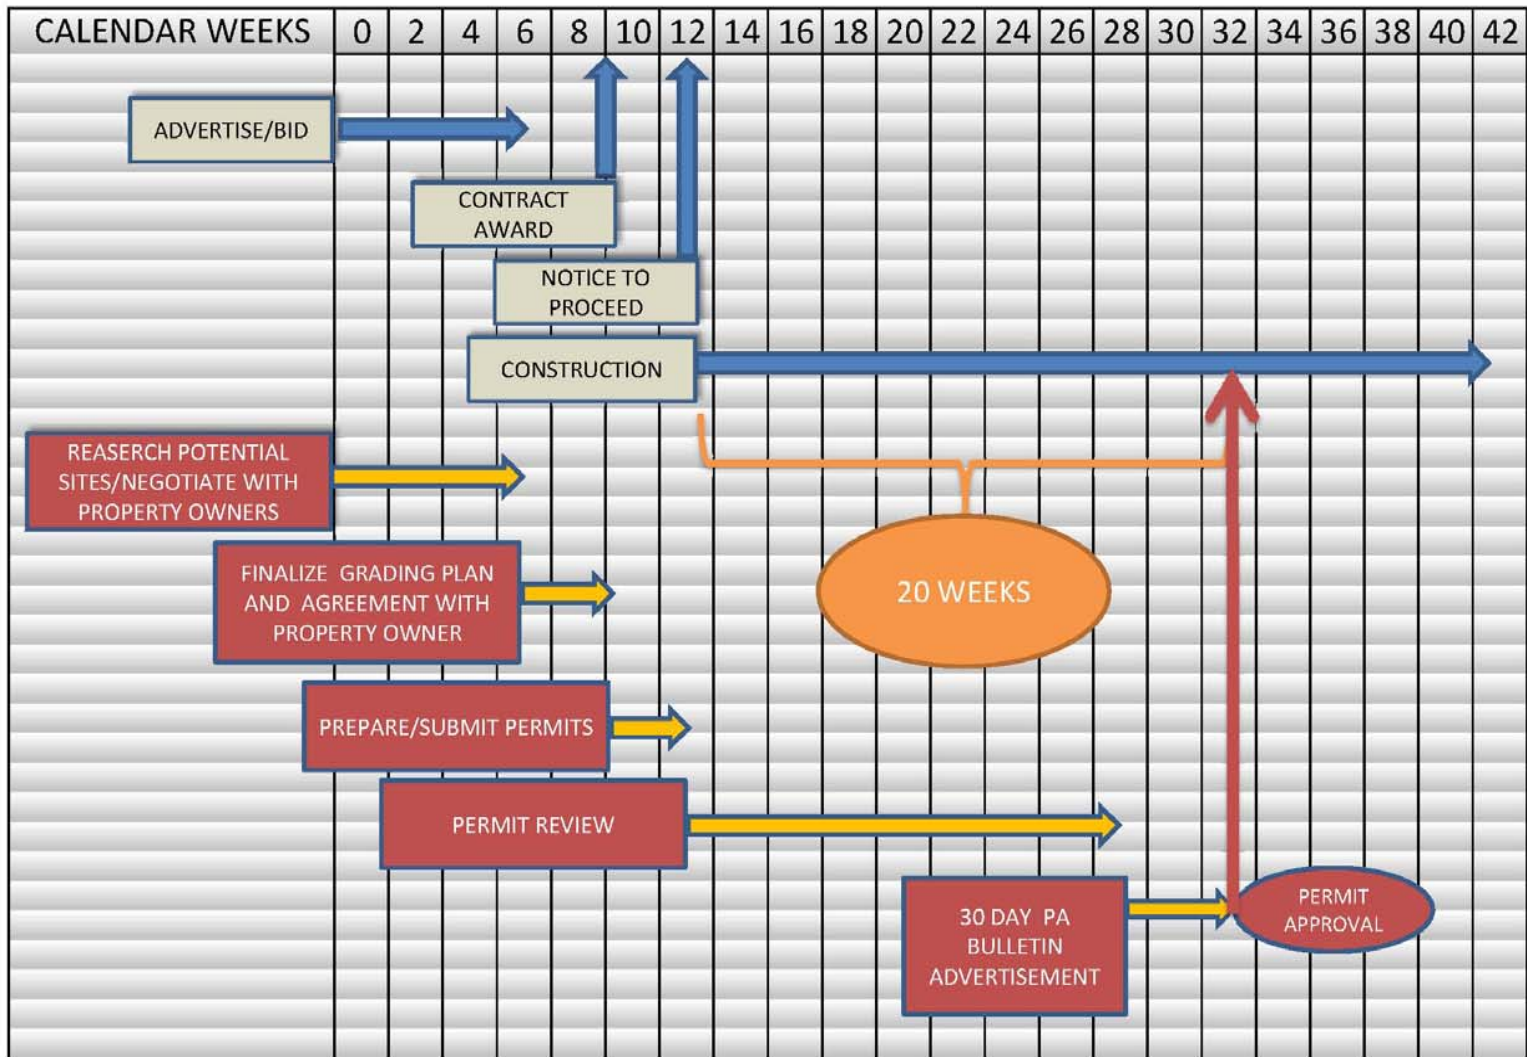 CALENDAR WEEKS 0 2 4 6 8 10 12 14 16 18 20 22 24 26 28 30 32 34 36 38 40 42
ADVERTISE/BID
CONTRACT
AWARD
NOTICE TO
PROCEED
CONSTRUCTION
REASERCH POTENTIAL
SITES/NEGOTIATE WITH
PROPERTY OWNERS
FINALIZE GRADING PLAN
AND AGREEMENT WITH
PROPERTY OWNER
20 WEEKS
PREPARE/SUBMIT PERMITS
PERMIT REVIEW
30 DAY PA
BULLETIN
ADVERTISEMENT
PERMIT
APPROVAL